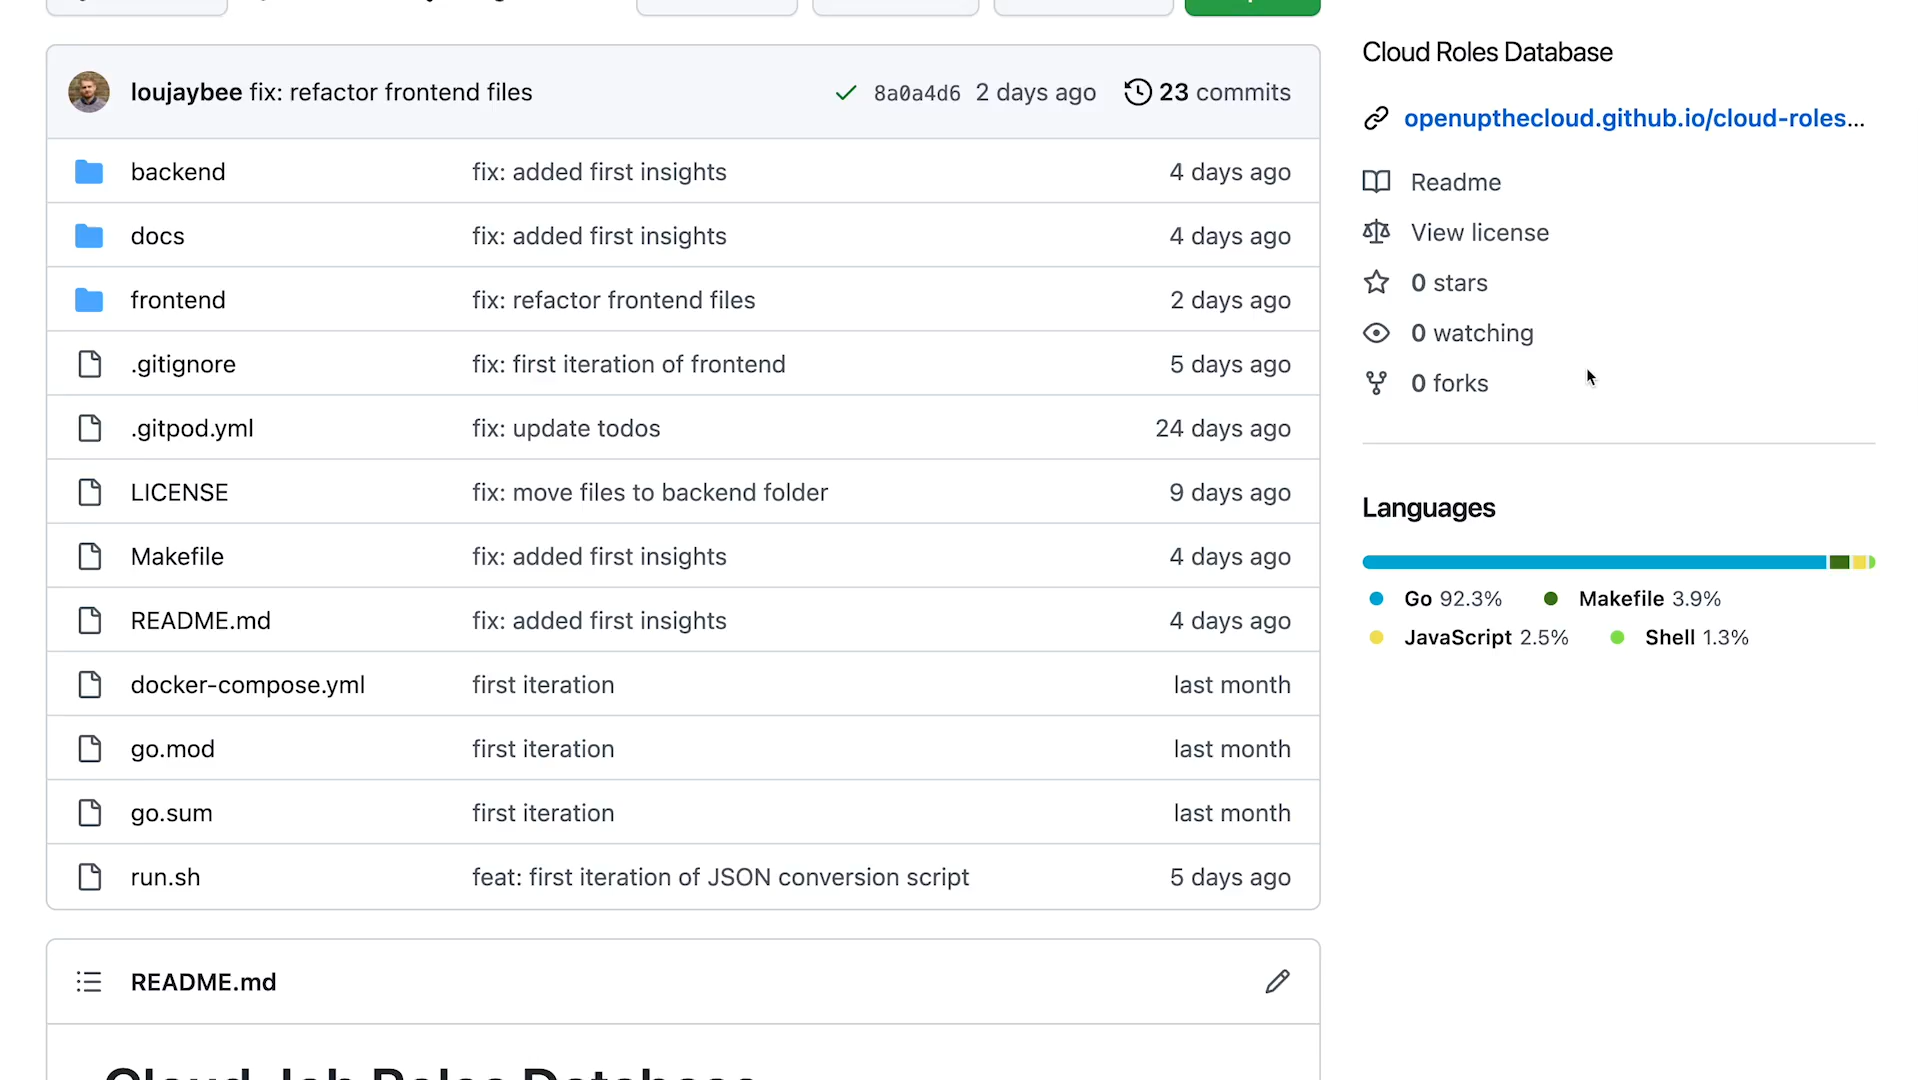 loujaybee fix: refactor frontend files 8a0a4d6 2 days ago 23 commits
backend fix: added first insights 4 days ago
docs fix: added first insights 4 days ago
frontend fix: refactor frontend files 2 days ago
.gitignore fix: first iteration of frontend 5 days ago
.gitpod.yml fix: update todos 24 days ago
LICENSE fix: move files to backend folder 9 days ago
Makefile fix: added first insights 4 days ago
README.md fix: added first insights 4 days ago
docker-compose.yml first iteration last month
go.mod first iteration last month
go.sum first iteration last month
run.sh feat: first iteration of JSON conversion script 5 days ago
README.md
Cloud Job Roles Database
Cloud Roles Database
openupthecloud.github.io/cloud-roles...
Readme
View license
0 stars
0 watching
0 forks
Languages
Go 92.3% Makefile 3.9%
JavaScript 2.5% Shell 1.3%